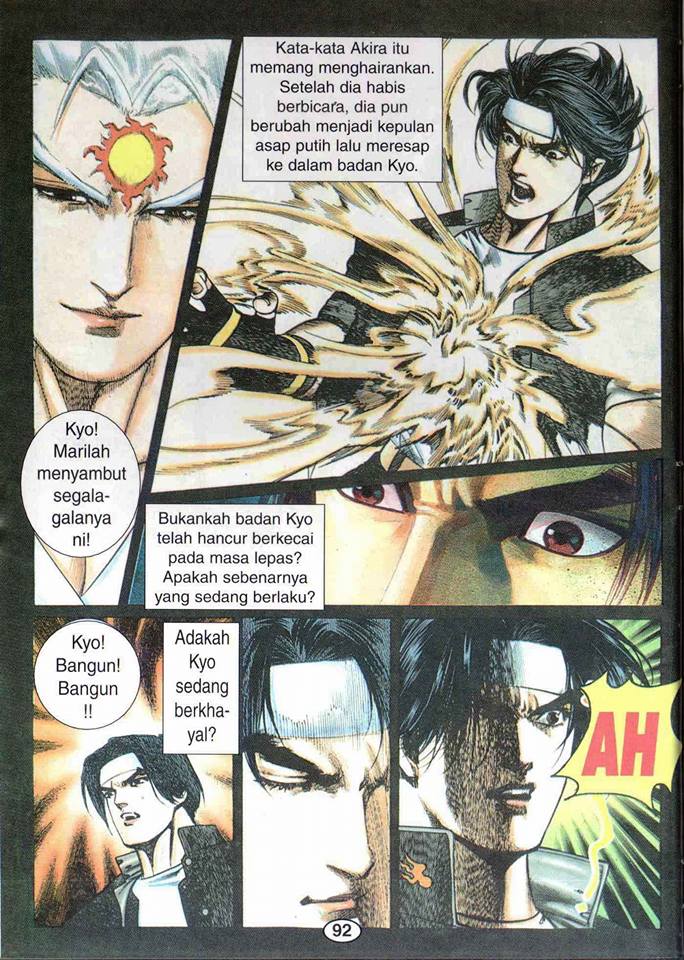 Kata-kata Akira itu
memang menghairankan.
Setelah dia habis
berbicara, dia pun
berubah menjadi kepulan
asap putih lalu meresap
ke dalam badan Kyo.
Kyo!
Marilah
menyambut
segala-
galanya
ni!
Bukankah badan Kyo
telah hancur berkecai
pada masa lepas?
Apakah sebenarnya
yang sedang berlaku?
Kyo!
Bangun!
Bangun
!!
Adakah
Kyo
sedang
berkha-
yal?
AH
92